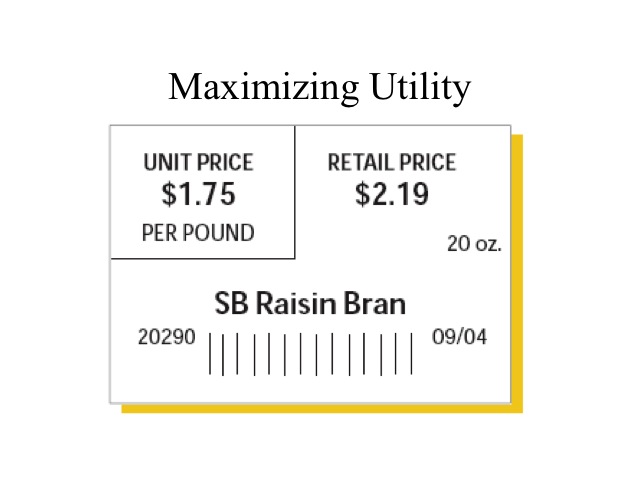 Maximizing Utility
UNIT PRICE
$1.75
PER POUND
RETAIL PRICE
$2.19
20 oz.
SB Raisin Bran
20290
09/04